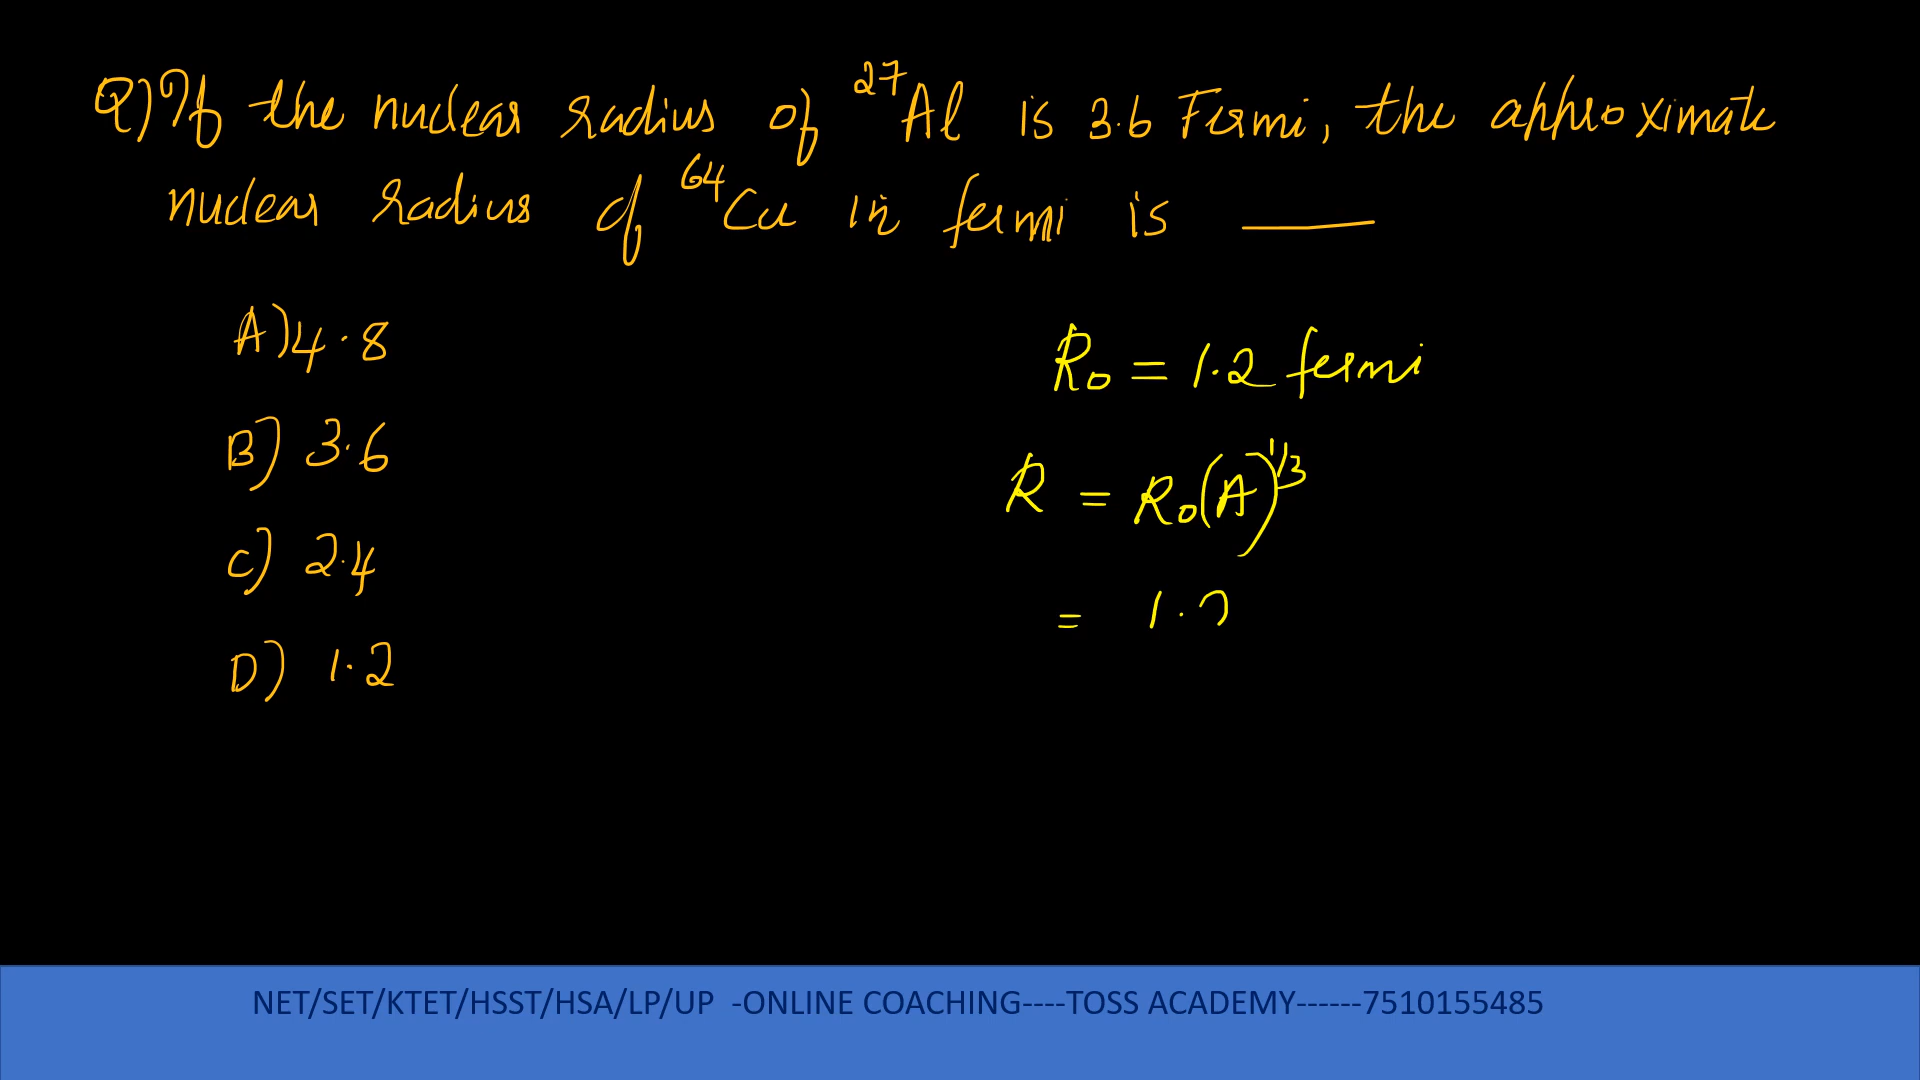 Q) If the nuclear radius of ²⁷Al is 3.6 Fermi, the approximate
nuclear radius of ⁶⁴Cu in fermi is ____
A) 4.8
B) 3.6
C) 2.4
D) 1.2
R₀ = 1.2 fermi
R = R₀(A)^1/3
= 1.2
NET/SET/KTET/HSST/HSA/LP/UP -ONLINE COACHING----TOSS ACADEMY------7510155485